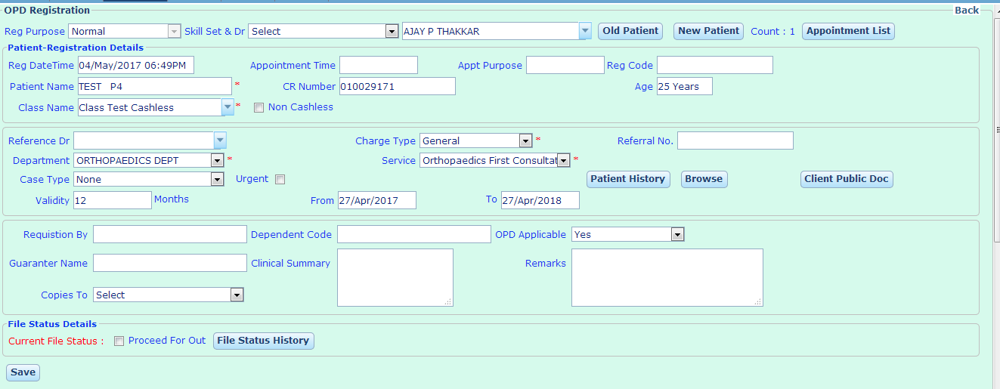 OPD Registration Back
Reg Purpose Normal Skill Set & Dr Select AJAY P THAKKAR Old Patient New Patient Count : 1 Appointment List
Patient-Registration Details
Reg DateTime 04/May/2017 06:49PM Appointment Time Appt Purpose Reg Code
Patient Name TEST P4 * CR Number 010029171 Age 25 Years
Class Name Class Test Cashless * Non Cashless
Reference Dr Charge Type General * Referral No.
Department ORTHOPAEDICS DEPT * Service Orthopaedics First Consultat *
Case Type None Urgent Patient History Browse Client Public Doc
Validity 12 Months From 27/Apr/2017 To 27/Apr/2018
Requistion By Dependent Code OPD Applicable Yes
Guaranter Name Clinical Summary Remarks
Copies To Select
File Status Details
Current File Status : Proceed For Out File Status History
Save